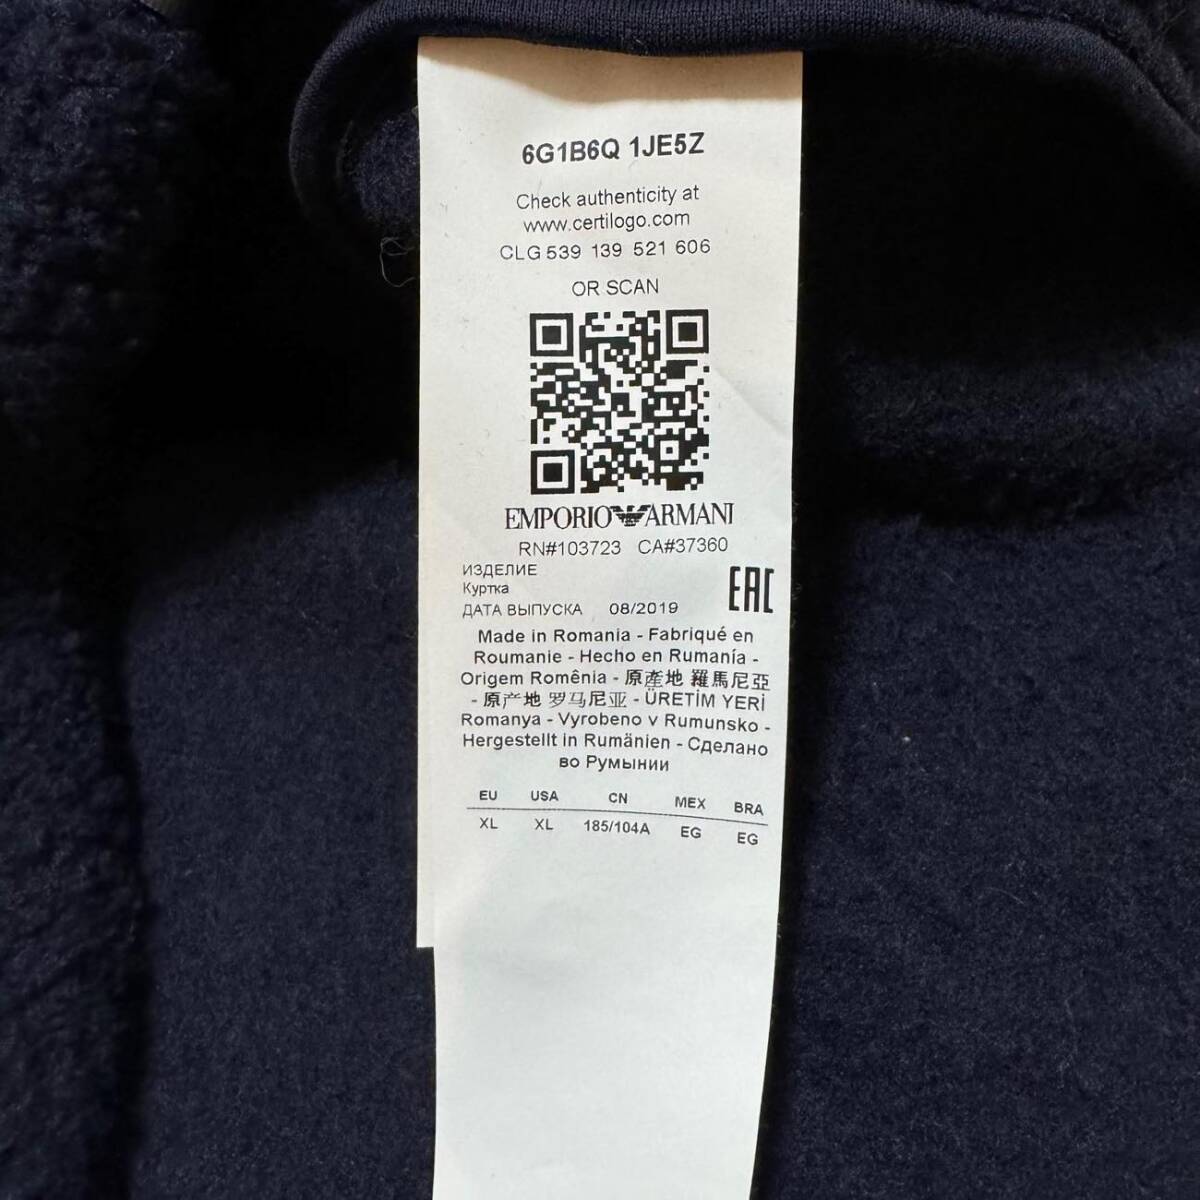 6G1B6Q 1JE5Z
Check authenticity at
www.certilogo.com
CLG 539 139 521 606
OR SCAN
EMPORIO ARMANI
RN#103723 CA#37360
ИЗДЕЛИЕ
Куртка
ДАТА ВЫПУСКА 08/2019
EAC
Made in Romania - Fabriqué en
Roumanie - Hecho en Rumanía -
Origem Romênia - 原產地 羅馬尼亞
- 原产地 罗马尼亚 - ÜRETİM YERİ
Romanya - Vyrobeno v Rumunsko -
Hergestellt in Rumänien - Сделано
во Румынии
EU USA CN MEX BRA
XL XL 185/104A EG EG